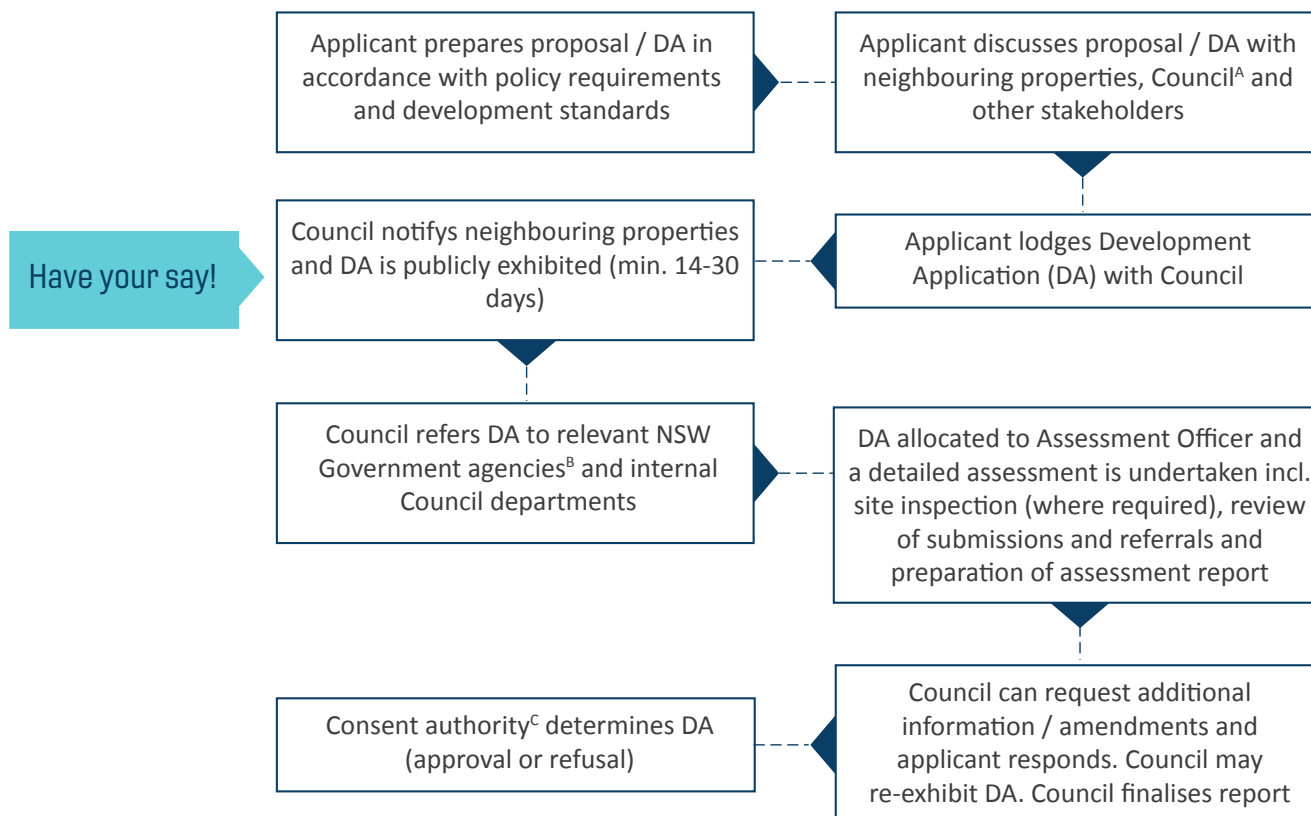 Applicant prepares proposal / DA in
accordance with policy requirements
and development standards
Applicant discusses proposal / DA with
neighbouring properties, Councilᴬ and
other stakeholders
Have your say!
Council notifys neighbouring properties
and DA is publicly exhibited (min. 14-30
days)
Applicant lodges Development
Application (DA) with Council
Council refers DA to relevant NSW
Government agenciesᴮ and internal
Council departments
DA allocated to Assessment Officer and
a detailed assessment is undertaken incl.
site inspection (where required), review
of submissions and referrals and
preparation of assessment report
Consent authorityᶜ determines DA
(approval or refusal)
Council can request additional
information / amendments and
applicant responds. Council may
re-exhibit DA. Council finalises report